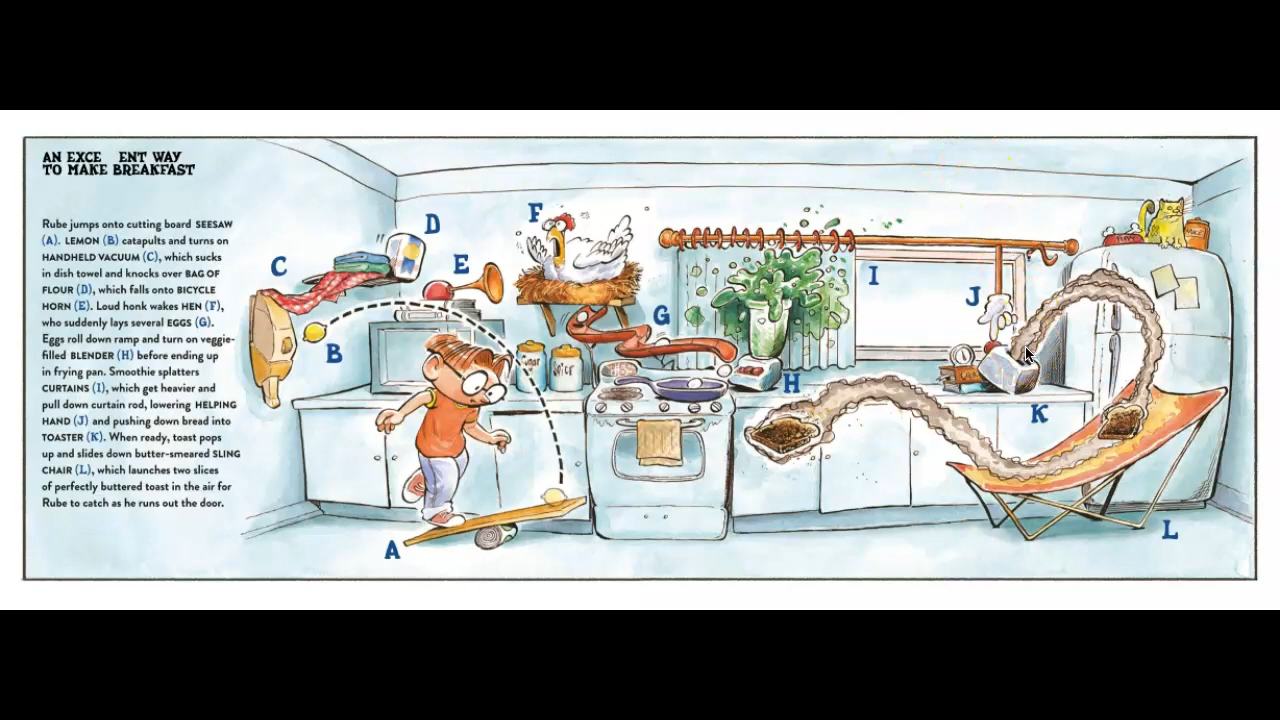 AN EXCE ENT WAY
TO MAKE BREAKFAST
Rube jumps onto cutting board SEESAW
(A). LEMON (B) catapults and turns on
HANDHELD VACUUM (C), which sucks
in dish towel and knocks over BAG OF
FLOUR (D), which falls onto BICYCLE
HORN (E). Loud honk wakes HEN (F),
who suddenly lays several EGGS (G).
Eggs roll down ramp and turn on veggie-
filled BLENDER (H) before ending up
in frying pan. Smoothie splatters
CURTAINS (I), which get heavier and
pull down curtain rod, lowering HELPING
HAND (J) and pushing down bread into
TOASTER (K). When ready, toast pops
up and slides down butter-smeared SLING
CHAIR (L), which launches two slices
of perfectly buttered toast in the air for
Rube to catch as he runs out the door.
A
B
C
D
E
F
G
H
I
J
K
L